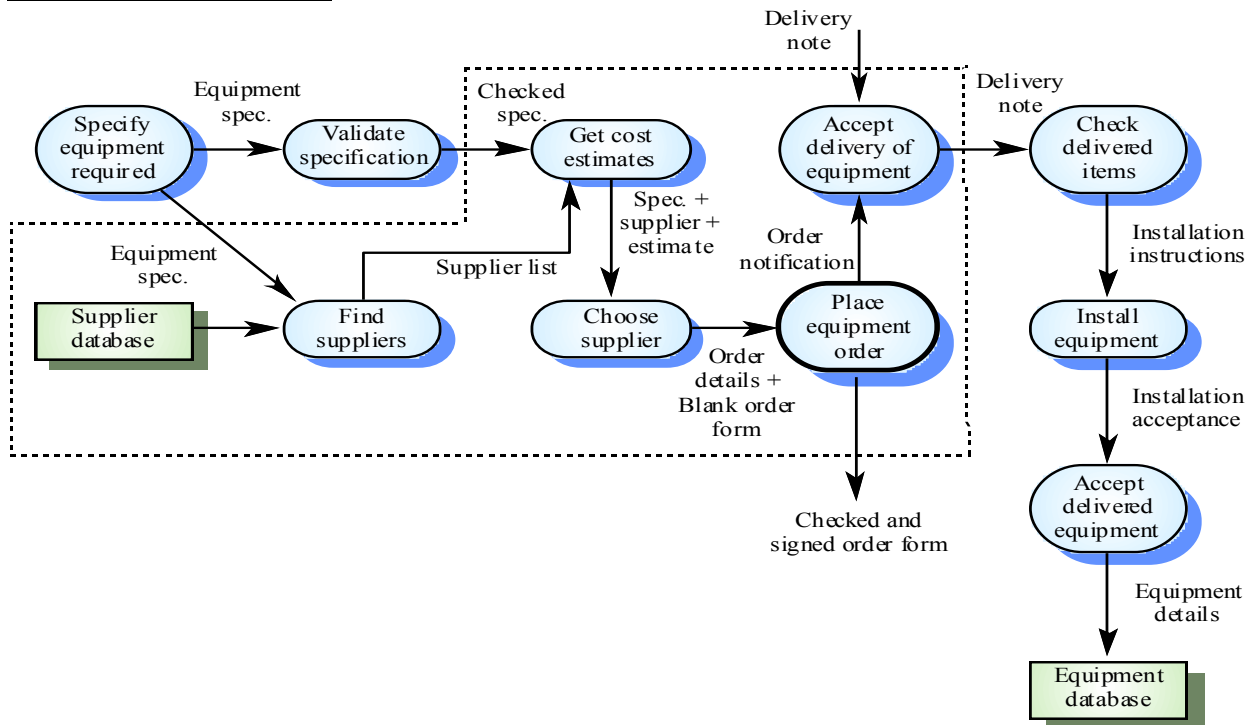 Delivery
note
Equipment
spec.
Checked
spec.
Delivery
note
Specify
equipment
required
Validate
specification
Get cost
estimates
Accept
delivery of
equipment
Check
delivered
items
Spec. +
supplier +
estimate
Equipment
spec.
Supplier list
Order
notification
Installation
instructions
Supplier
database
Find
suppliers
Choose
supplier
Place
equipment
order
Install
equipment
Order
details +
Blank order
form
Installation
acceptance
Accept
delivered
equipment
Checked and
signed order form
Equipment
details
Equipment
database